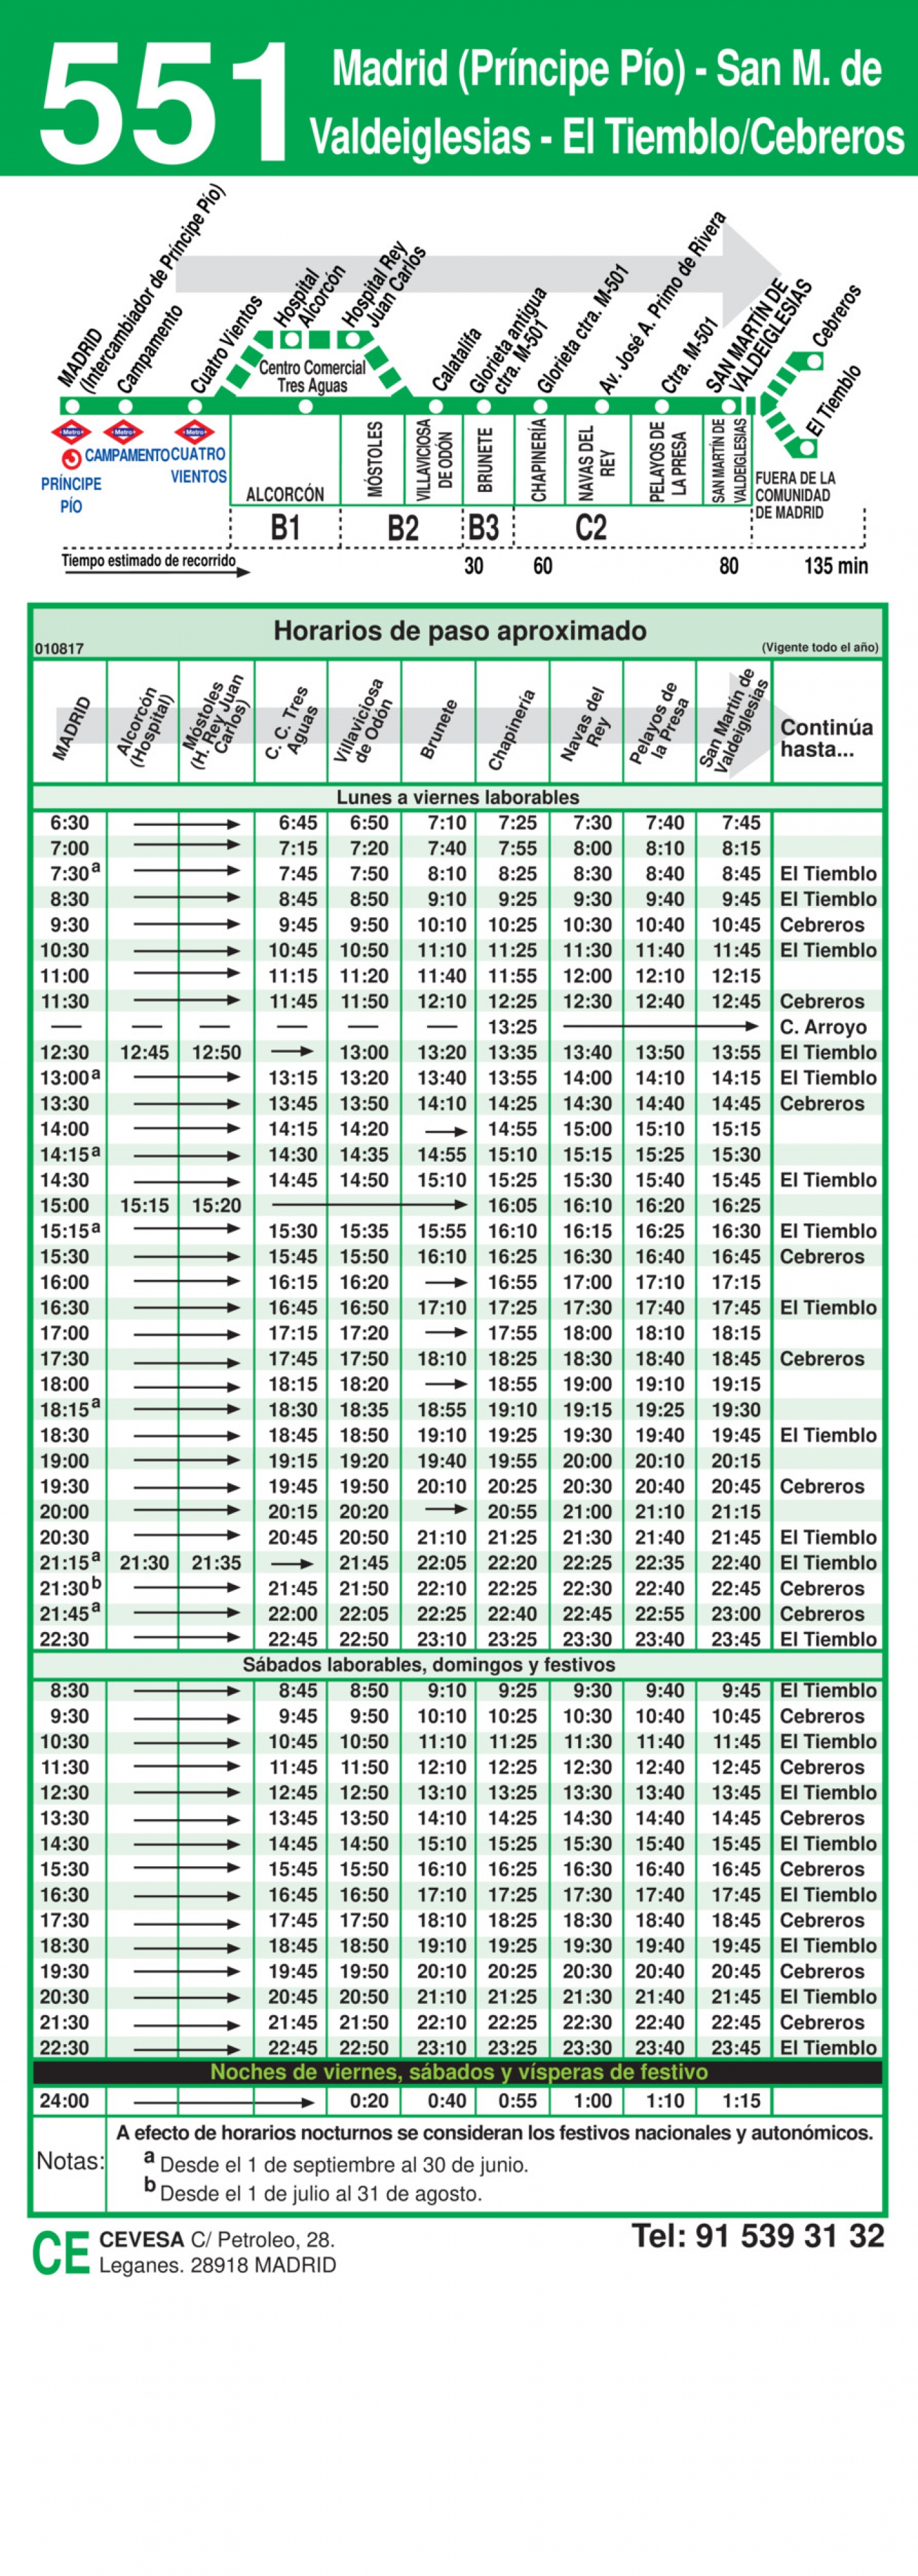 551
Madrid (Príncipe Pío) - San M. de
Valdeiglesias - El Tiemblo/Cebreros
MADRID
(Intercambiador de Príncipe Pío)
Campamento
Cuatro Vientos
Hospital
Alcorcón
Hospital Rey
Juan Carlos
Centro Comercial
Tres Aguas
Calatalifa
Glorieta antigua
ctra. M-501
Glorieta ctra. M-501
Av. José A. Primo de Rivera
Ctra. M-501
SAN MARTÍN DE
VALDEIGLESIAS
Cebreros
El Tiemblo
Metro Metro Metro
PRÍNCIPE
PÍO
CAMPAMENTO
CUATRO
VIENTOS
ALCORCÓN
MÓSTOLES
VILLAVICIOSA
DE ODÓN
BRUNETE
CHAPINERÍA
NAVAS DEL
REY
PELAYOS DE
LA PRESA
SAN MARTÍN DE
VALDEIGLESIAS
FUERA DE LA
COMUNIDAD
DE MADRID
B1 B2 B3 C2
Tiempo estimado de recorrido 30 60 80 135 min
Horarios de paso aproximado
010817 (Vigente todo el año)
MADRID
Alcorcón
(Hospital)
Móstoles
(H. Rey Juan
Carlos)
C. C. Tres
Aguas
Villaviciosa
de Odón
Brunete
Chapinería
Navas del
Rey
Pelayos de
la Presa
San Martín de
Valdeiglesias
Continúa
hasta...
Lunes a viernes laborables
6:30 6:45 6:50 7:10 7:25 7:30 7:40 7:45
7:00 7:15 7:20 7:40 7:55 8:00 8:10 8:15
7:30a 7:45 7:50 8:10 8:25 8:30 8:40 8:45 El Tiemblo
8:30 8:45 8:50 9:10 9:25 9:30 9:40 9:45 El Tiemblo
9:30 9:45 9:50 10:10 10:25 10:30 10:40 10:45 Cebreros
10:30 10:45 10:50 11:10 11:25 11:30 11:40 11:45 El Tiemblo
11:00 11:15 11:20 11:40 11:55 12:00 12:10 12:15
11:30 11:45 11:50 12:10 12:25 12:30 12:40 12:45 Cebreros
— — — — — — 13:25 C. Arroyo
12:30 12:45 12:50 13:00 13:20 13:35 13:40 13:50 13:55 El Tiemblo
13:00a 13:15 13:20 13:40 13:55 14:00 14:10 14:15 El Tiemblo
13:30 13:45 13:50 14:10 14:25 14:30 14:40 14:45 Cebreros
14:00 14:15 14:20 14:55 15:00 15:10 15:15
14:15a 14:30 14:35 14:55 15:10 15:15 15:25 15:30
14:30 14:45 14:50 15:10 15:25 15:30 15:40 15:45 El Tiemblo
15:00 15:15 15:20 16:05 16:10 16:20 16:25
15:15a 15:30 15:35 15:55 16:10 16:15 16:25 16:30 El Tiemblo
15:30 15:45 15:50 16:10 16:25 16:30 16:40 16:45 Cebreros
16:00 16:15 16:20 16:55 17:00 17:10 17:15
16:30 16:45 16:50 17:10 17:25 17:30 17:40 17:45 El Tiemblo
17:00 17:15 17:20 17:55 18:00 18:10 18:15
17:30 17:45 17:50 18:10 18:25 18:30 18:40 18:45 Cebreros
18:00 18:15 18:20 18:55 19:00 19:10 19:15
18:15a 18:30 18:35 18:55 19:10 19:15 19:25 19:30
18:30 18:45 18:50 19:10 19:25 19:30 19:40 19:45 El Tiemblo
19:00 19:15 19:20 19:40 19:55 20:00 20:10 20:15
19:30 19:45 19:50 20:10 20:25 20:30 20:40 20:45 Cebreros
20:00 20:15 20:20 20:55 21:00 21:10 21:15
20:30 20:45 20:50 21:10 21:25 21:30 21:40 21:45 El Tiemblo
21:15a 21:30 21:35 21:45 22:05 22:20 22:25 22:35 22:40 El Tiemblo
21:30b 21:45 21:50 22:10 22:25 22:30 22:40 22:45 Cebreros
21:45a 22:00 22:05 22:25 22:40 22:45 22:55 23:00 Cebreros
22:30 22:45 22:50 23:10 23:25 23:30 23:40 23:45 El Tiemblo
Sábados laborables, domingos y festivos
8:30 8:45 8:50 9:10 9:25 9:30 9:40 9:45 El Tiemblo
9:30 9:45 9:50 10:10 10:25 10:30 10:40 10:45 Cebreros
10:30 10:45 10:50 11:10 11:25 11:30 11:40 11:45 El Tiemblo
11:30 11:45 11:50 12:10 12:25 12:30 12:40 12:45 Cebreros
12:30 12:45 12:50 13:10 13:25 13:30 13:40 13:45 El Tiemblo
13:30 13:45 13:50 14:10 14:25 14:30 14:40 14:45 Cebreros
14:30 14:45 14:50 15:10 15:25 15:30 15:40 15:45 El Tiemblo
15:30 15:45 15:50 16:10 16:25 16:30 16:40 16:45 Cebreros
16:30 16:45 16:50 17:10 17:25 17:30 17:40 17:45 El Tiemblo
17:30 17:45 17:50 18:10 18:25 18:30 18:40 18:45 Cebreros
18:30 18:45 18:50 19:10 19:25 19:30 19:40 19:45 El Tiemblo
19:30 19:45 19:50 20:10 20:25 20:30 20:40 20:45 Cebreros
20:30 20:45 20:50 21:10 21:25 21:30 21:40 21:45 El Tiemblo
21:30 21:45 21:50 22:10 22:25 22:30 22:40 22:45 Cebreros
22:30 22:45 22:50 23:10 23:25 23:30 23:40 23:45 El Tiemblo
Noches de viernes, sábados y vísperas de festivo
24:00 0:20 0:40 0:55 1:00 1:10 1:15
A efecto de horarios nocturnos se consideran los festivos nacionales y autonómicos.
Notas: a Desde el 1 de septiembre al 30 de junio.
b Desde el 1 de julio al 31 de agosto.
CE CEVESA C/ Petroleo, 28.
Leganes. 28918 MADRID
Tel: 91 539 31 32